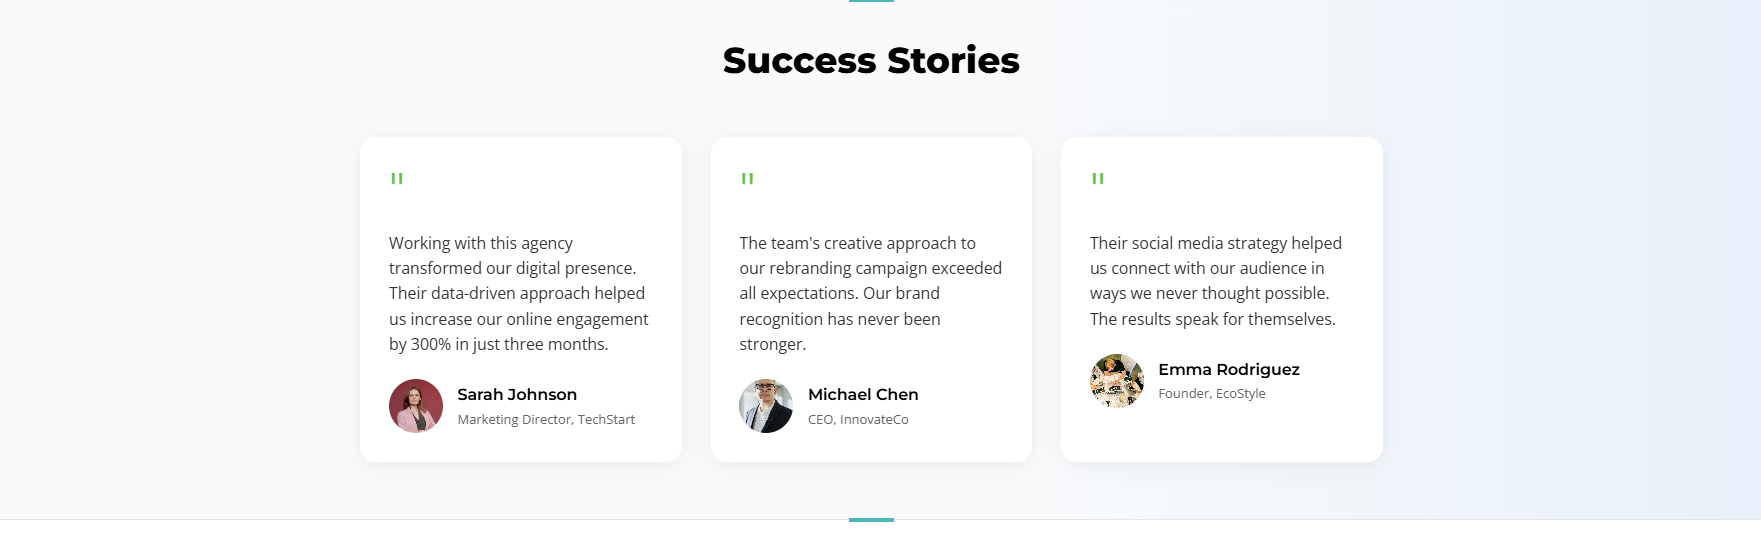 Success Stories
"
Working with this agency
transformed our digital presence.
Their data-driven approach helped
us increase our online engagement
by 300% in just three months.
Sarah Johnson
Marketing Director, TechStart
"
The team's creative approach to
our rebranding campaign exceeded
all expectations. Our brand
recognition has never been
stronger.
Michael Chen
CEO, InnovateCo
"
Their social media strategy helped
us connect with our audience in
ways we never thought possible.
The results speak for themselves.
Emma Rodriguez
Founder, EcoStyle